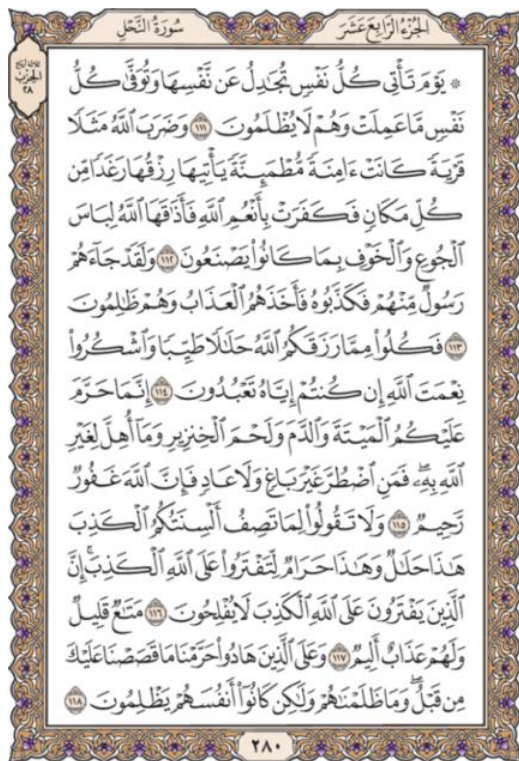 الجزء الرابع عشر
سورة النحل
الحزب
٢٨
۞ يَوْمَ تَأْتِي كُلُّ نَفْسٍ تُجَٰدِلُ عَن نَّفْسِهَا وَتُوَفَّىٰ كُلُّ
نَفْسٍ مَّا عَمِلَتْ وَهُمْ لَا يُظْلَمُونَ ١١١ وَضَرَبَ ٱللَّهُ مَثَلًا
قَرْيَةً كَانَتْ ءَامِنَةً مُّطْمَئِنَّةً يَأْتِيهَا رِزْقُهَا رَغَدًا مِّن
كُلِّ مَكَانٍ فَكَفَرَتْ بِأَنْعُمِ ٱللَّهِ فَأَذَٰقَهَا ٱللَّهُ لِبَاسَ
ٱلْجُوعِ وَٱلْخَوْفِ بِمَا كَانُوا۟ يَصْنَعُونَ ١١٢ وَلَقَدْ جَآءَهُمْ
رَسُولٌ مِّنْهُمْ فَكَذَّبُوهُ فَأَخَذَهُمُ ٱلْعَذَابُ وَهُمْ ظَٰلِمُونَ
١١٣ فَكُلُوا۟ مِمَّا رَزَقَكُمُ ٱللَّهُ حَلَٰلًا طَيِّبًا وَٱشْكُرُوا۟
نِعْمَتَ ٱللَّهِ إِن كُنتُمْ إِيَّاهُ تَعْبُدُونَ ١١٤ إِنَّمَا حَرَّمَ
عَلَيْكُمُ ٱلْمَيْتَةَ وَٱلدَّمَ وَلَحْمَ ٱلْخِنزِيرِ وَمَآ أُهِلَّ لِغَيْرِ
ٱللَّهِ بِهِۦ ۖ فَمَنِ ٱضْطُرَّ غَيْرَ بَاغٍ وَلَا عَادٍ فَإِنَّ ٱللَّهَ غَفُورٌ
رَّحِيمٌ ١١٥ وَلَا تَقُولُوا۟ لِمَا تَصِفُ أَلْسِنَتُكُمُ ٱلْكَذِبَ
هَٰذَا حَلَٰلٌ وَهَٰذَا حَرَامٌ لِّتَفْتَرُوا۟ عَلَى ٱللَّهِ ٱلْكَذِبَ ۚ إِنَّ
ٱلَّذِينَ يَفْتَرُونَ عَلَى ٱللَّهِ ٱلْكَذِبَ لَا يُفْلِحُونَ ١١٦ مَتَٰعٌ قَلِيلٌ
وَلَهُمْ عَذَابٌ أَلِيمٌ ١١٧ وَعَلَى ٱلَّذِينَ هَادُوا۟ حَرَّمْنَا مَا قَصَصْنَا عَلَيْكَ
مِن قَبْلُ ۖ وَمَا ظَلَمْنَٰهُمْ وَلَٰكِن كَانُوٓا۟ أَنفُسَهُمْ يَظْلِمُونَ ١١٨
٢٨٠